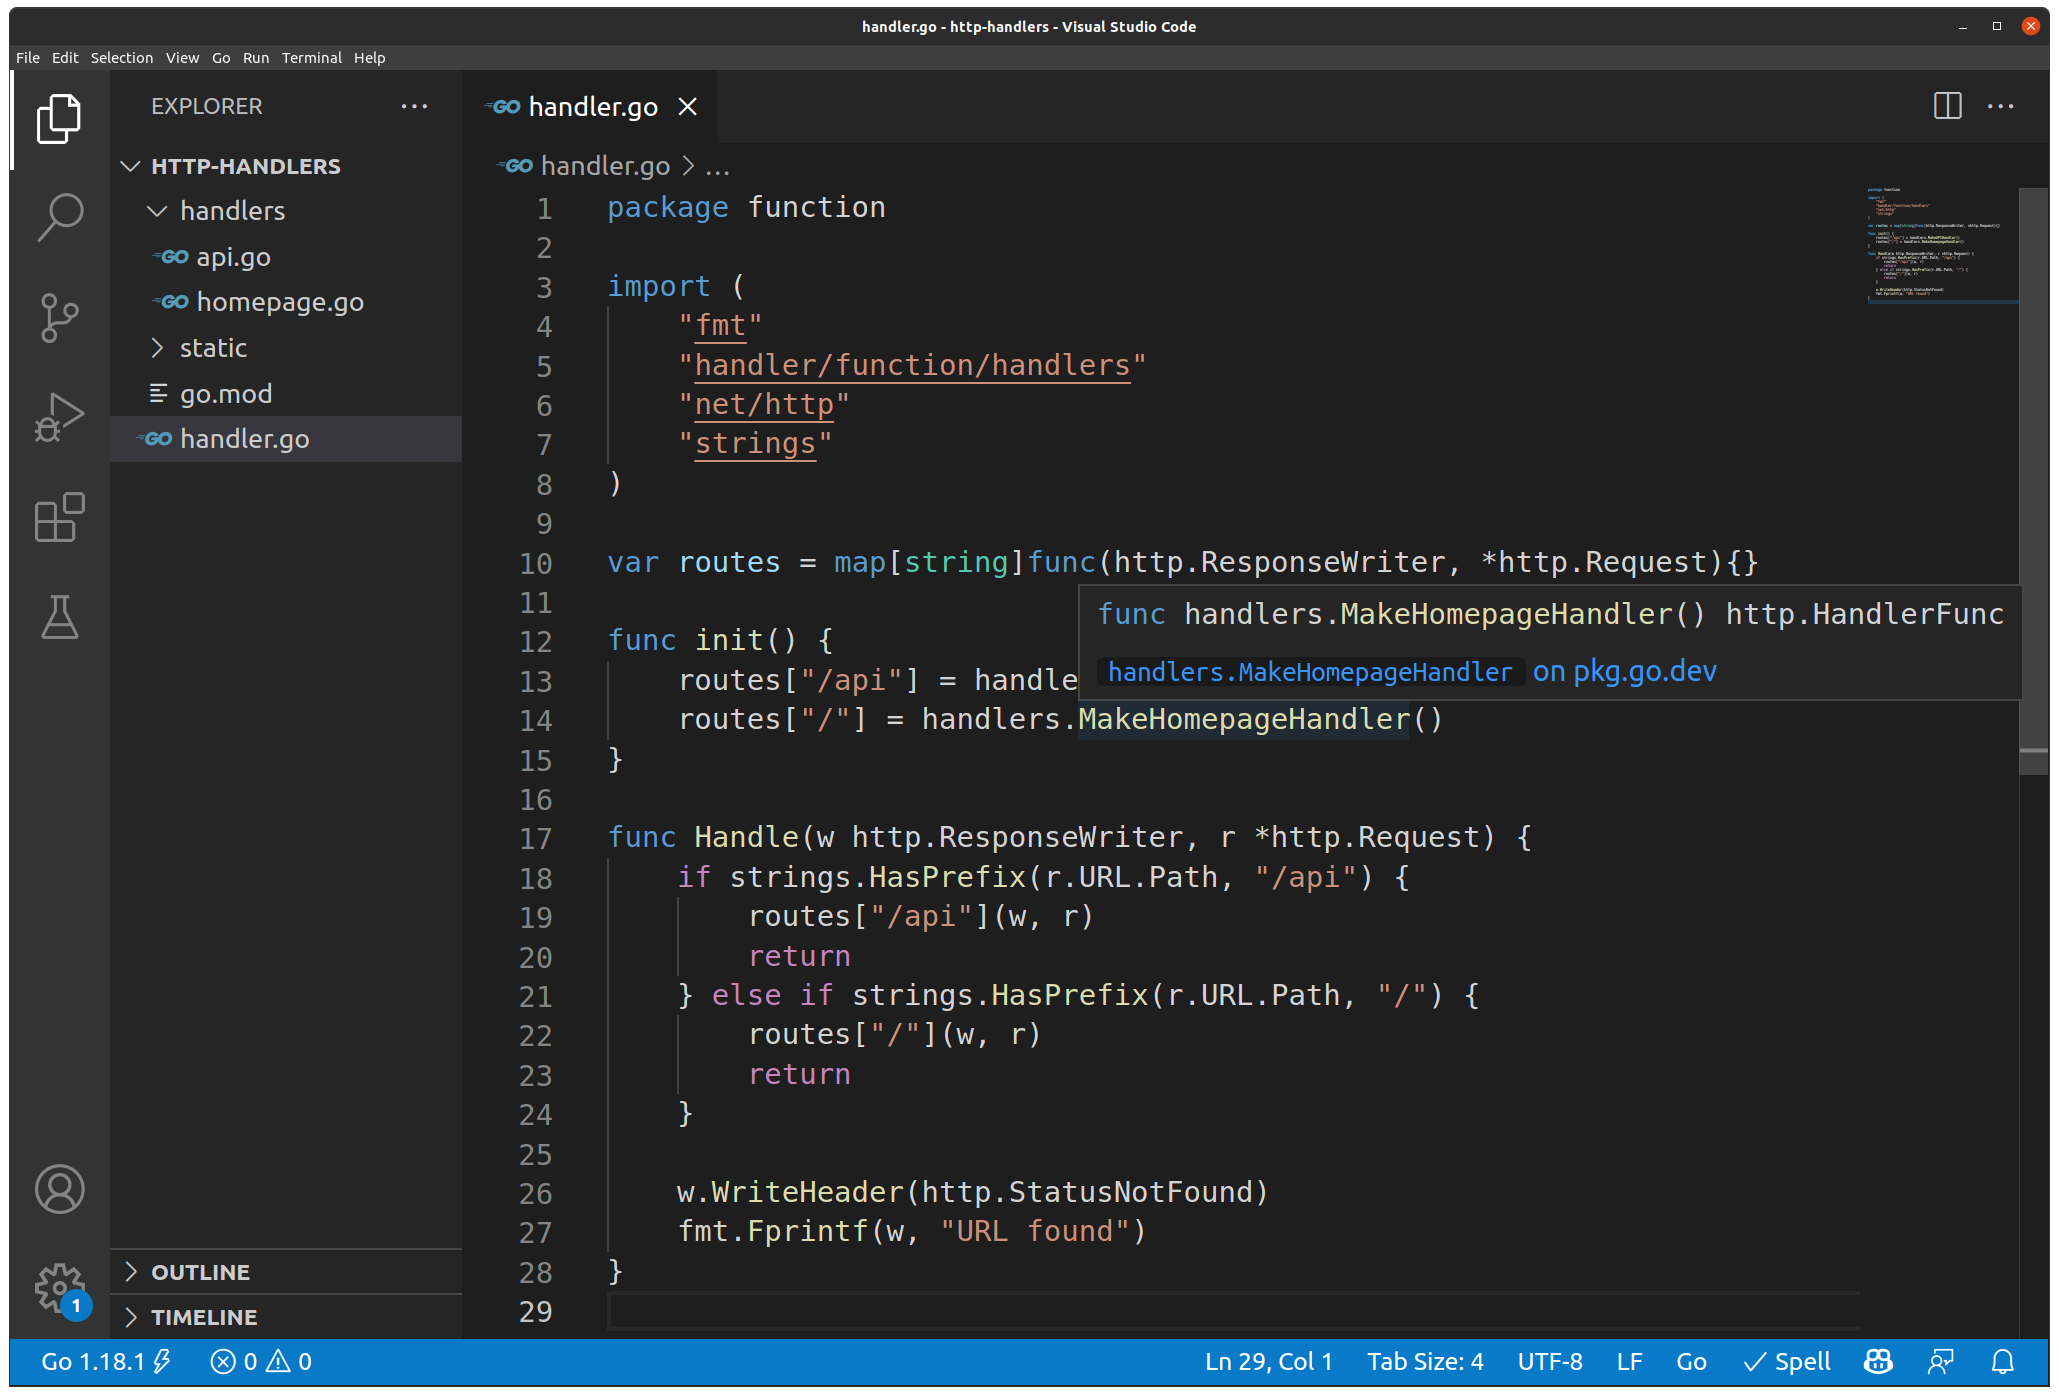 handler.go - http-handlers - Visual Studio Code
File Edit Selection View Go Run Terminal Help
EXPLORER ...
HTTP-HANDLERS
handlers
GO api.go
GO homepage.go
static
go.mod
GO handler.go
OUTLINE
TIMELINE
GO handler.go
GO handler.go > ...
1 package function
2
3 import (
4     "fmt"
5     "handler/function/handlers"
6     "net/http"
7     "strings"
8 )
9
10 var routes = map[string]func(http.ResponseWriter, *http.Request){}
11
12 func init() {
13     routes["/api"] = handle
14     routes["/"] = handlers.MakeHomepageHandler()
15 }
16
17 func Handle(w http.ResponseWriter, r *http.Request) {
18     if strings.HasPrefix(r.URL.Path, "/api") {
19         routes["/api"](w, r)
20         return
21     } else if strings.HasPrefix(r.URL.Path, "/") {
22         routes["/"](w, r)
23         return
24     }
25
26     w.WriteHeader(http.StatusNotFound)
27     fmt.Fprintf(w, "URL found")
28 }
29
func handlers.MakeHomepageHandler() http.HandlerFunc
handlers.MakeHomepageHandler on pkg.go.dev
1
Go 1.18.1 0 0 Ln 29, Col 1 Tab Size: 4 UTF-8 LF Go Spell